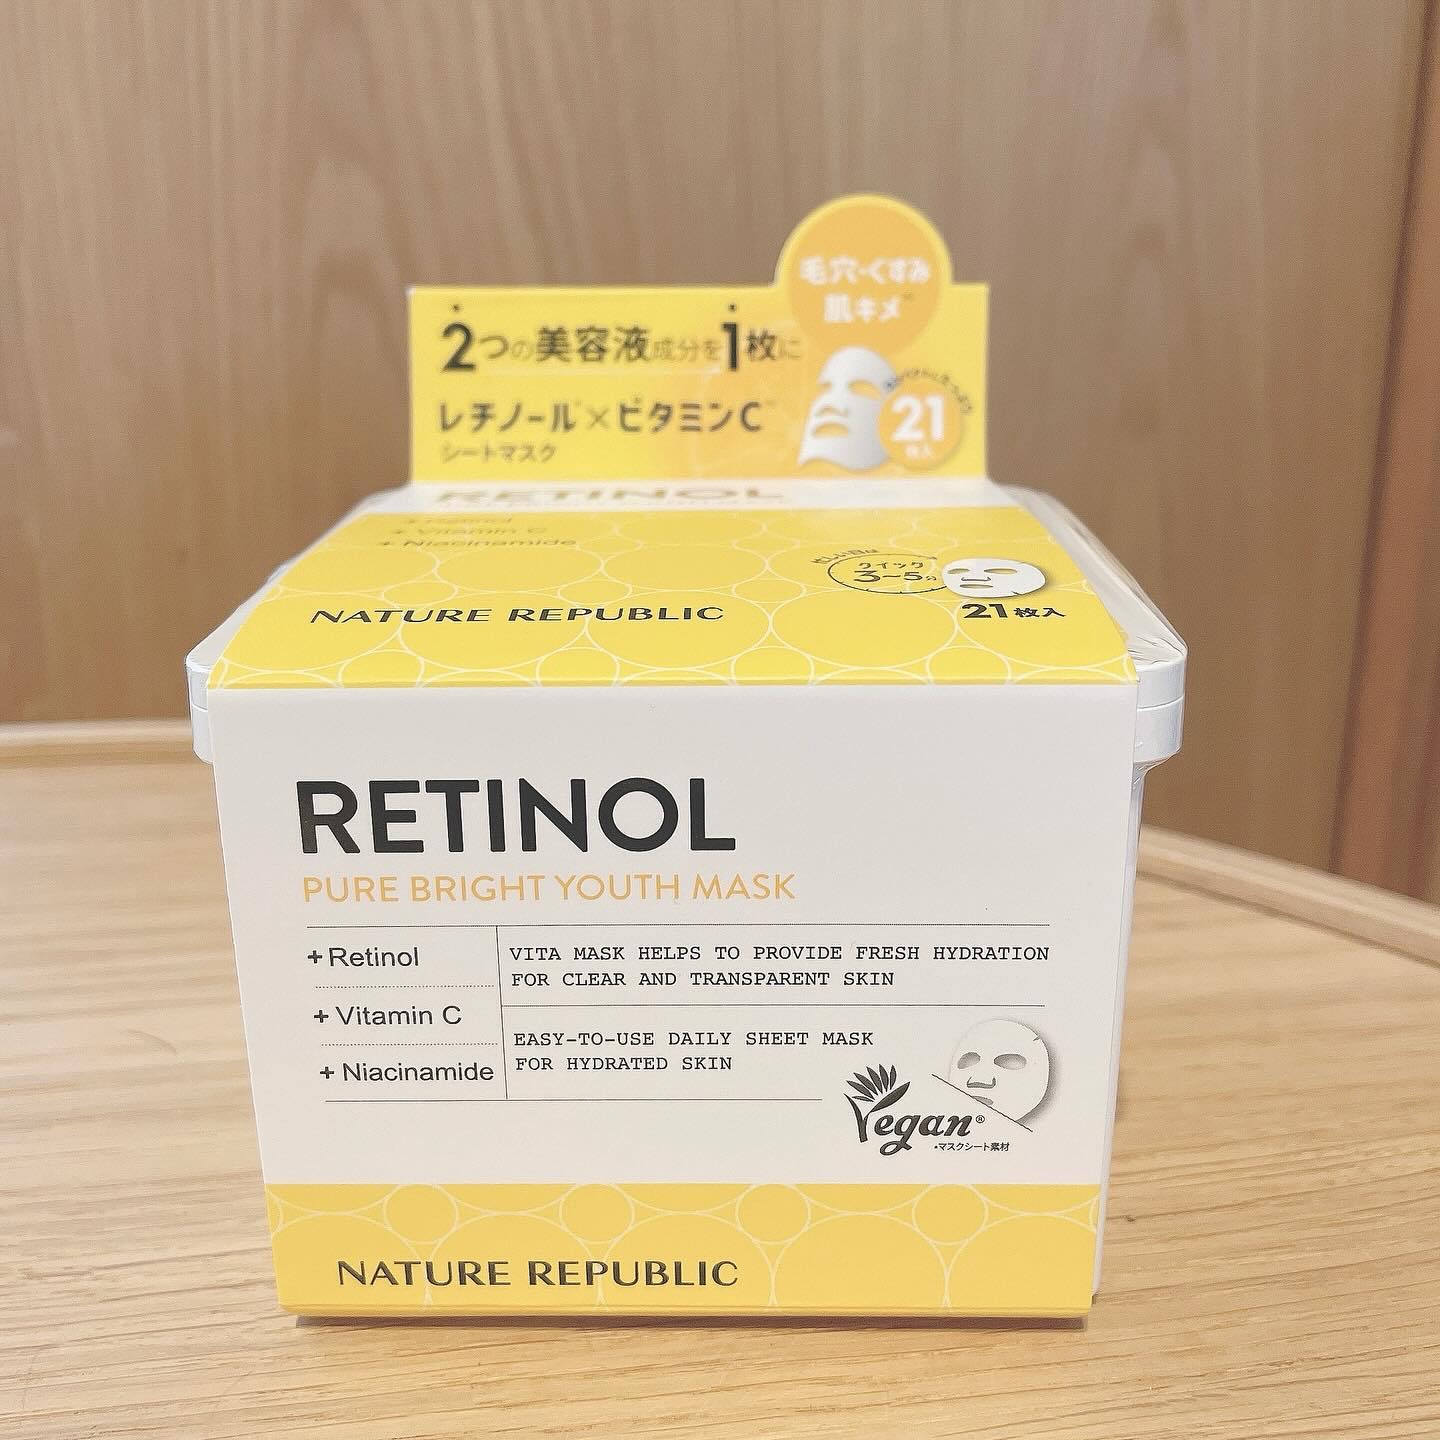 毛穴・くすみ
肌キメ
2つの美容液成分を1枚に
レチノール×ビタミンC
シートマスク
21
枚入
RETINOL
+ Retinol
+ Vitamin C
+ Niacinamide
クイック
3~5分
NATURE REPUBLIC
21枚入
RETINOL
PURE BRIGHT YOUTH MASK
+ Retinol
+ Vitamin C
+ Niacinamide
VITA MASK HELPS TO PROVIDE FRESH HYDRATION
FOR CLEAR AND TRANSPARENT SKIN
EASY-TO-USE DAILY SHEET MASK
FOR HYDRATED SKIN
Vegan®
・マスクシート素材
NATURE REPUBLIC